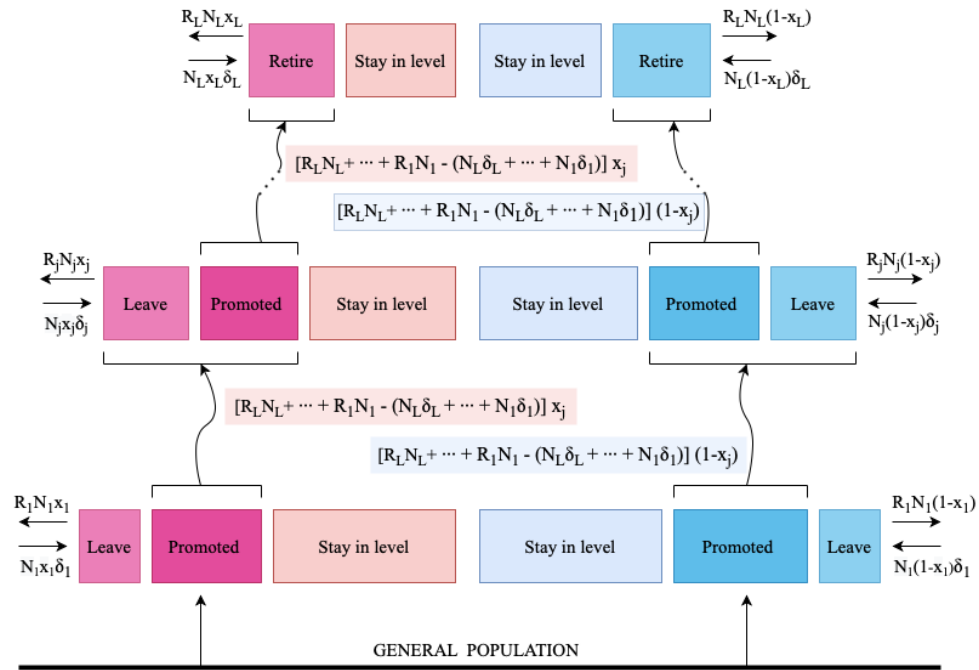 R_L N_L x_L
R_L N_L(1-x_L)
Retire
Stay in level
Stay in level
Retire
N_L x_L δ_L
N_L(1-x_L)δ_L
[R_L N_L + ··· + R_1 N_1 - (N_L δ_L + ··· + N_1 δ_1)] x_j
[R_L N_L + ··· + R_1 N_1 - (N_L δ_L + ··· + N_1 δ_1)] (1-x_j)
R_j N_j x_j
R_j N_j(1-x_j)
Leave
Promoted
Stay in level
Stay in level
Promoted
Leave
N_j x_j δ_j
N_j(1-x_j)δ_j
[R_L N_L + ··· + R_1 N_1 - (N_L δ_L + ··· + N_1 δ_1)] x_j
[R_L N_L + ··· + R_1 N_1 - (N_L δ_L + ··· + N_1 δ_1)] (1-x_j)
R_1 N_1 x_1
R_1 N_1(1-x_1)
Leave
Promoted
Stay in level
Stay in level
Promoted
Leave
N_1 x_1 δ_1
N_1(1-x_1)δ_1
GENERAL POPULATION